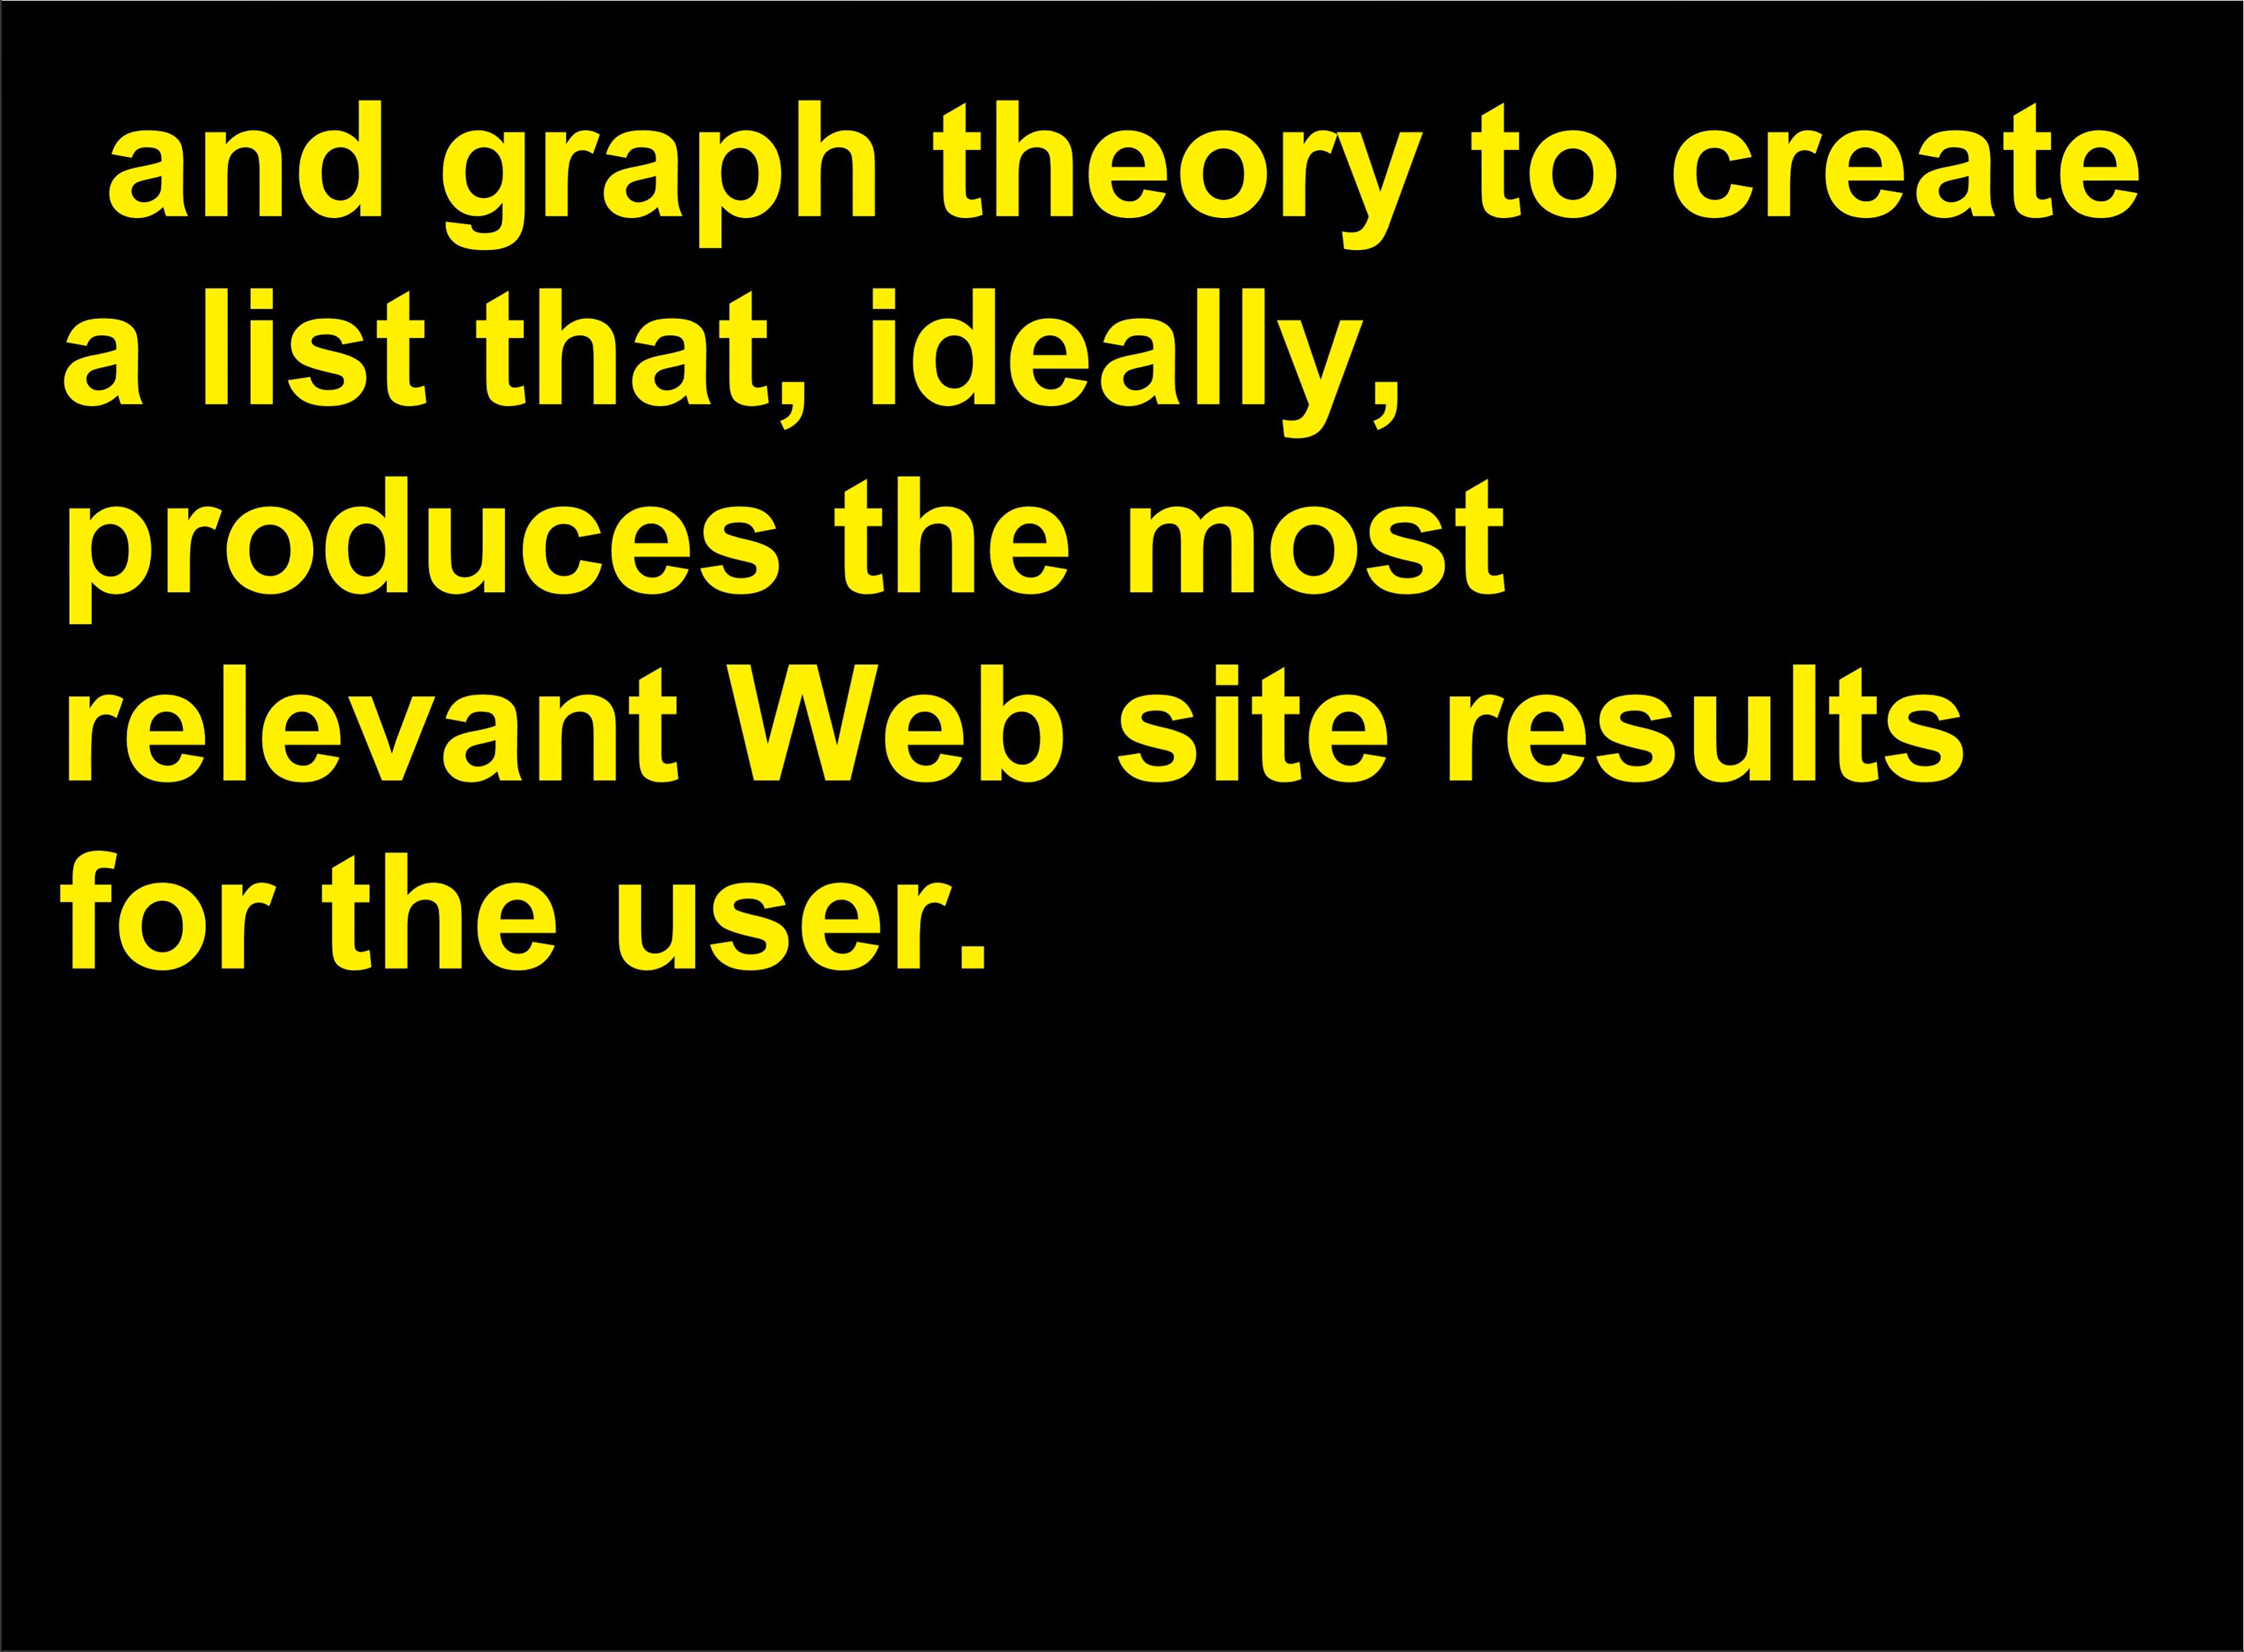 and graph theory to create
a list that, ideally,
produces the most
relevant Web site results
for the user.